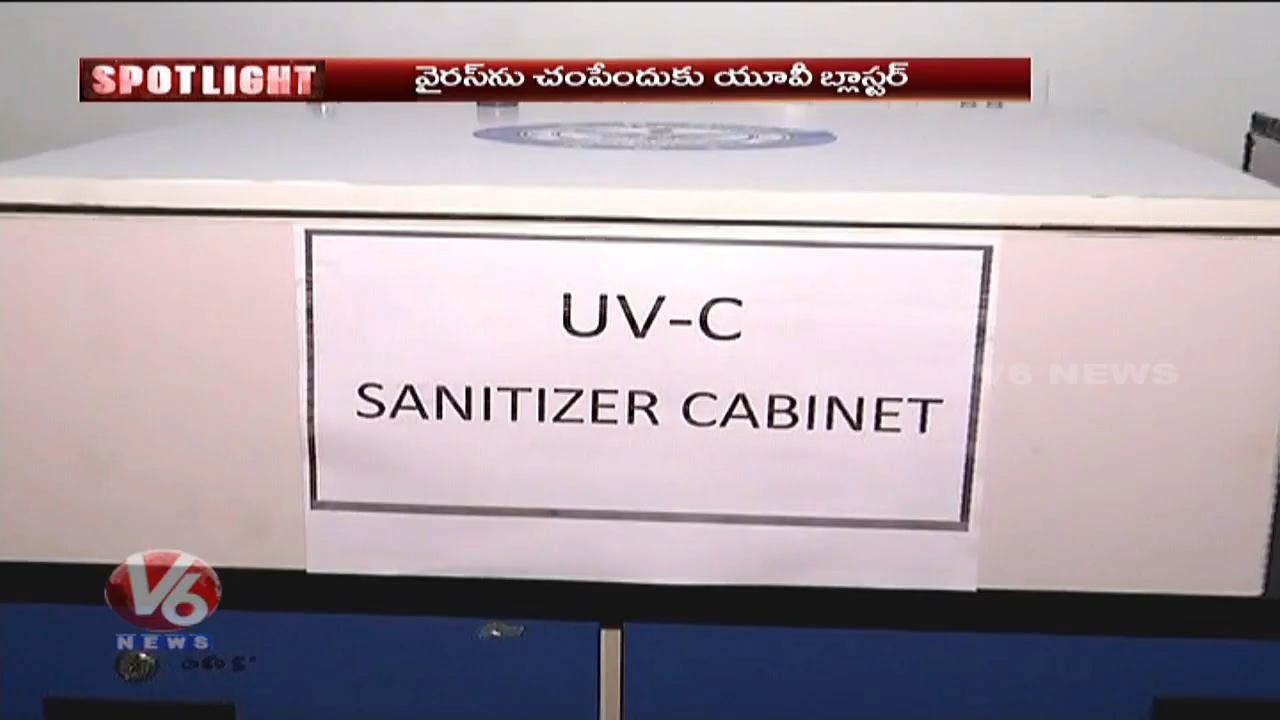 SPOTLIGHT వైరస్‌ను చంపేందుకు యూవీ బ్లాస్టర్
UV-C
SANITIZER CABINET
V6 NEWS
V6
NEWS